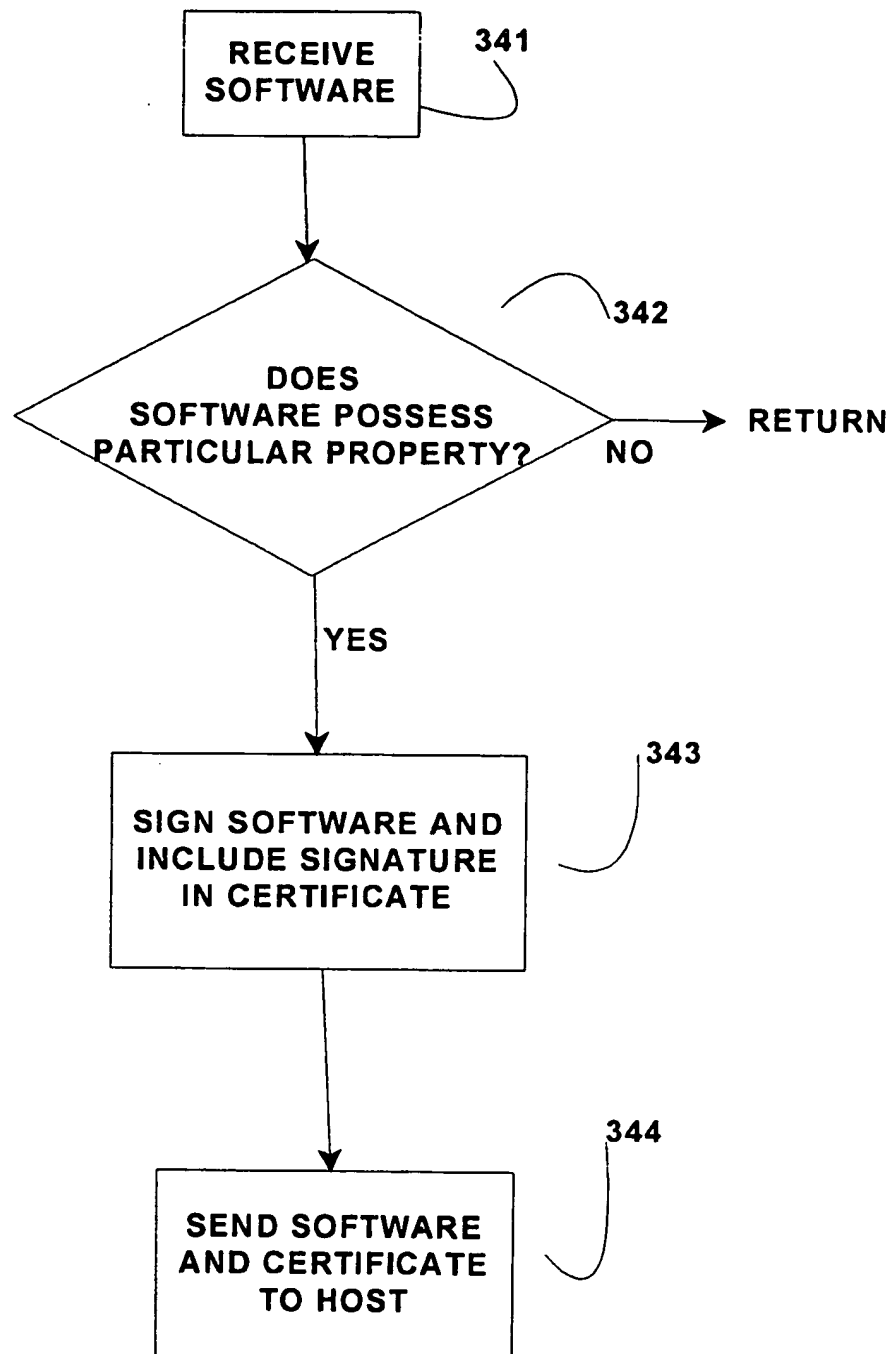 RECEIVE
SOFTWARE
341
342
DOES
SOFTWARE POSSESS
PARTICULAR PROPERTY?
NO
RETURN
YES
343
SIGN SOFTWARE AND
INCLUDE SIGNATURE
IN CERTIFICATE
344
SEND SOFTWARE
AND CERTIFICATE
TO HOST